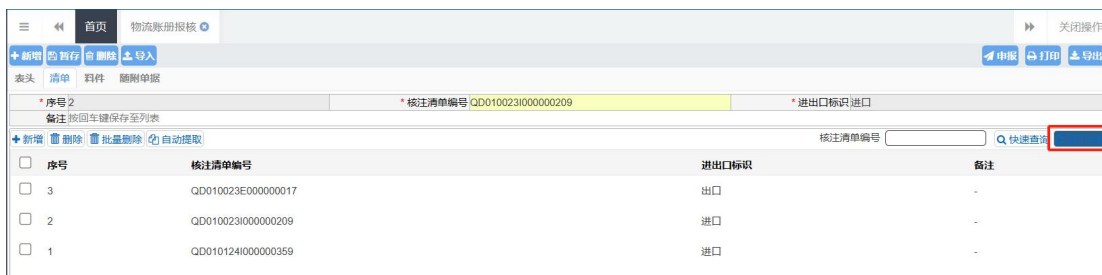 首页 物流账册报核 关闭操作
新增 暂存 删除 导入 申报 打印 导出
表头 清单 料件 随附单据
*序号 2 *核注清单编号 QD010023I000000209 *进出口标识 进口
备注 按回车键保存至列表
新增 删除 批量删除 自动提取 核注清单编号 快速查询
序号 核注清单编号 进出口标识 备注
3 QD010023E000000017 出口 -
2 QD010023I000000209 进口 -
1 QD010124I000000359 进口 -